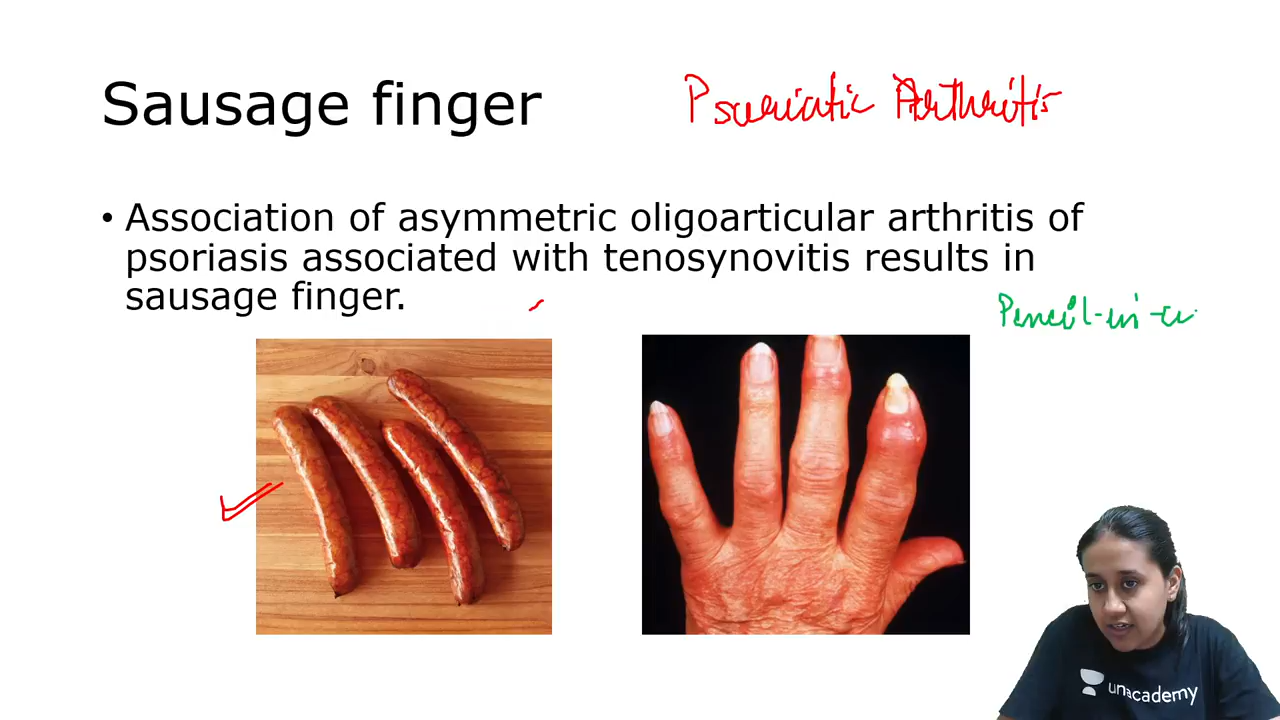 Sausage finger
Psoriatic Arthritis
• Association of asymmetric oligoarticular arthritis of
psoriasis associated with tenosynovitis results in
sausage finger.
Pencil-in-cu
unacademy